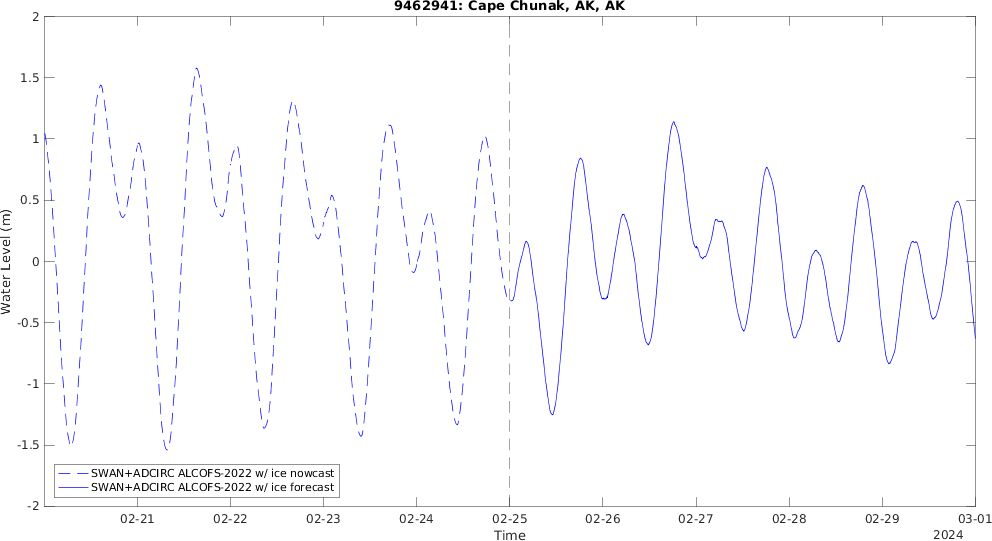 9462941: Cape Chunak, AK, AK
2
1.5
1
0.5
0
-0.5
-1
-1.5
-2
Water Level (m)
SWAN+ADCIRC ALCOFS-2022 w/ ice nowcast
SWAN+ADCIRC ALCOFS-2022 w/ ice forecast
02-21 02-22 02-23 02-24 02-25 02-26 02-27 02-28 02-29 03-01
Time
2024